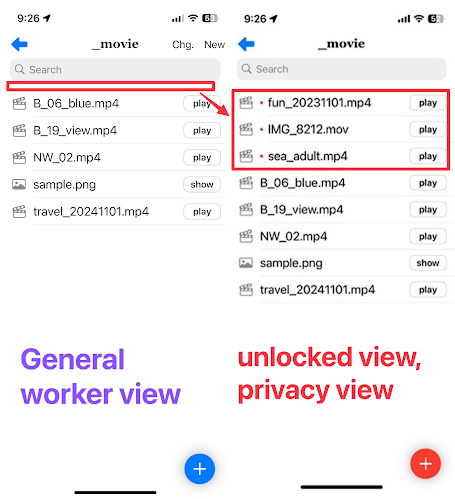 9:26
63
_movie
Chg.
New
Search
B_06_blue.mp4
play
B_19_view.mp4
play
NW_02.mp4
play
sample.png
show
travel_20241101.mp4
play
General
worker view
+
9:26
63
_movie
Search
• fun_20231101.mp4
play
• IMG_8212.mov
play
• sea_adult.mp4
play
B_06_blue.mp4
play
B_19_view.mp4
play
NW_02.mp4
play
sample.png
show
travel_20241101.mp4
play
unlocked view,
privacy view
+